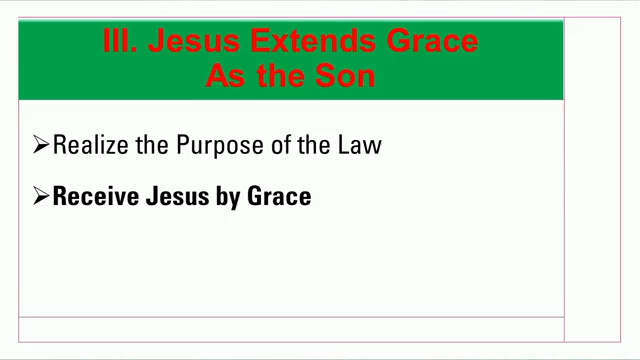 III. Jesus Extends Grace
As the Son
➢Realize the Purpose of the Law
➢Receive Jesus by Grace